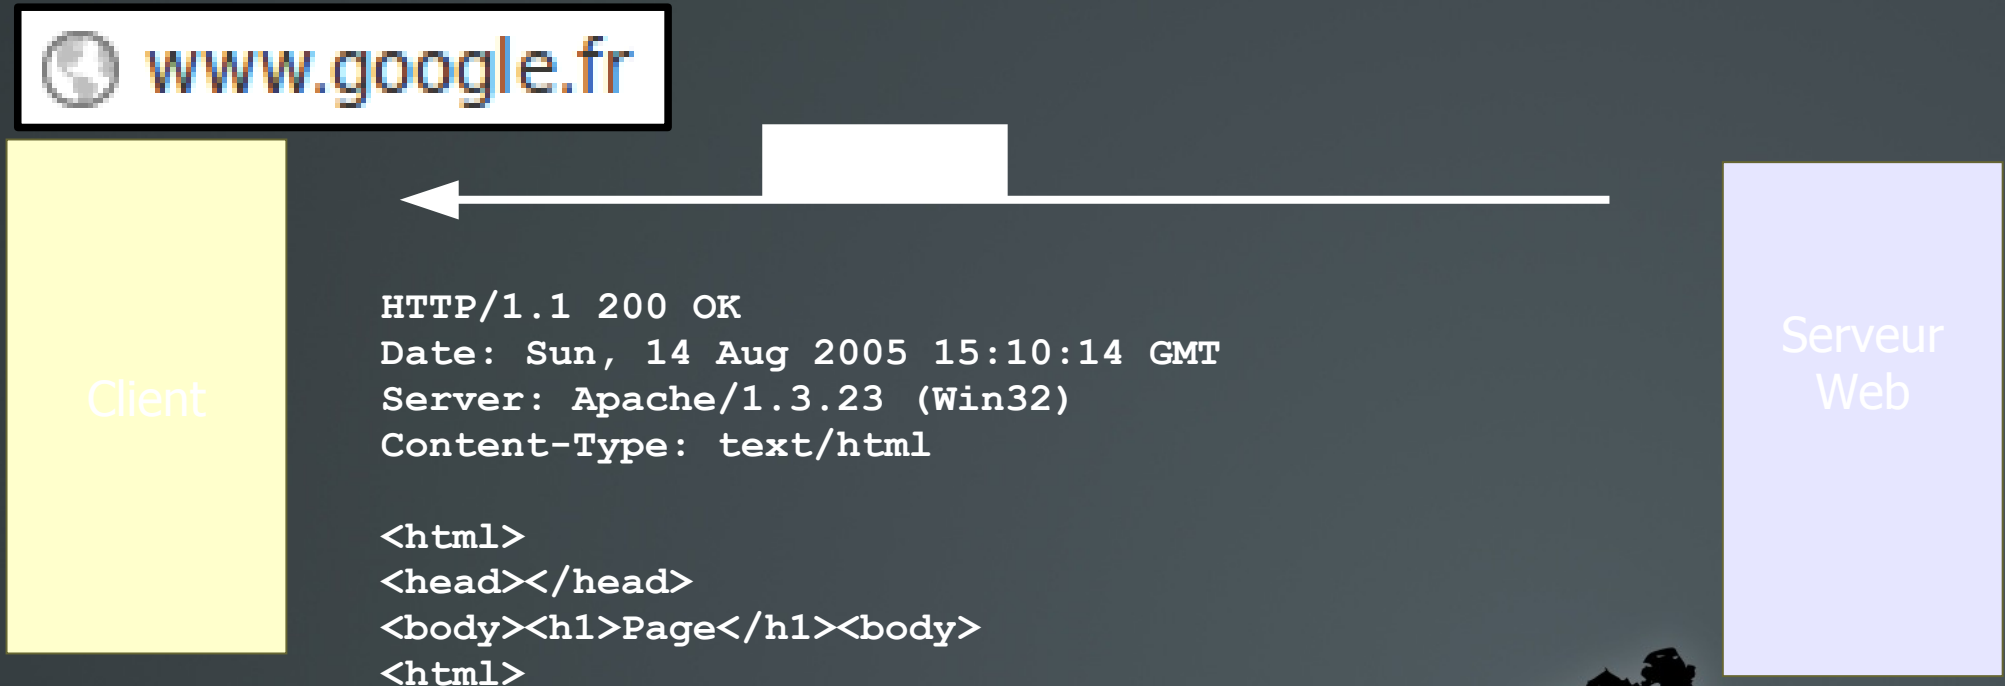 www.google.fr
Client
HTTP/1.1 200 OK
Date: Sun, 14 Aug 2005 15:10:14 GMT
Server: Apache/1.3.23 (Win32)
Content-Type: text/html
<html>
<head></head>
<body><h1>Page</h1><body>
<html>
Serveur
Web